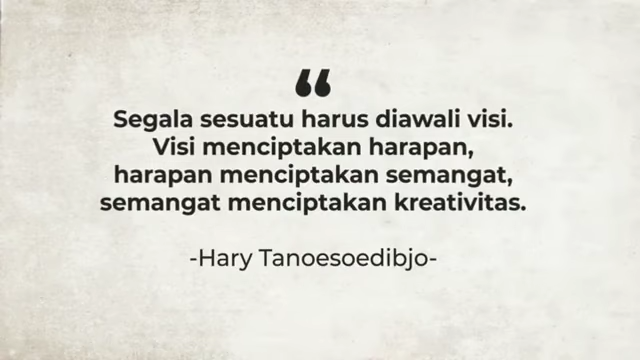 “
Segala sesuatu harus diawali visi.
Visi menciptakan harapan,
harapan menciptakan semangat,
semangat menciptakan kreativitas.
-Hary Tanoesoedibjo-